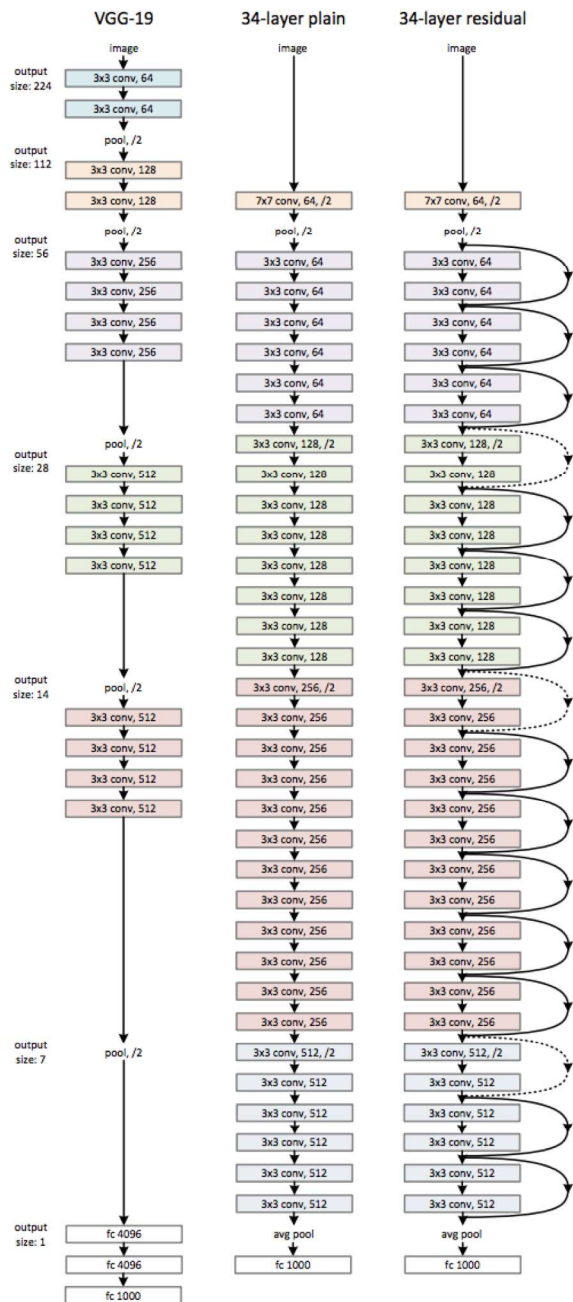 output
size: 224
output
size: 112
output
size: 56
output
size: 28
output
size: 14
output
size: 7
output
size: 1
VGG-19
image
3x3 conv, 64
3x3 conv, 64
pool, /2
3x3 conv, 128
3x3 conv, 128
pool, /2
3x3 conv, 256
3x3 conv, 256
3x3 conv, 256
3x3 conv, 256
pool, /2
3x3 conv, 512
3x3 conv, 512
3x3 conv, 512
3x3 conv, 512
pool, /2
3x3 conv, 512
3x3 conv, 512
3x3 conv, 512
3x3 conv, 512
pool, /2
fc 4096
fc 4096
fc 1000
34-layer plain
image
7x7 conv, 64, /2
pool, /2
3x3 conv, 64
3x3 conv, 64
3x3 conv, 64
3x3 conv, 64
3x3 conv, 64
3x3 conv, 64
3x3 conv, 128, /2
3x3 conv, 128
3x3 conv, 128
3x3 conv, 128
3x3 conv, 128
3x3 conv, 128
3x3 conv, 128
3x3 conv, 128
3x3 conv, 256, /2
3x3 conv, 256
3x3 conv, 256
3x3 conv, 256
3x3 conv, 256
3x3 conv, 256
3x3 conv, 256
3x3 conv, 256
3x3 conv, 256
3x3 conv, 256
3x3 conv, 256
3x3 conv, 256
3x3 conv, 512, /2
3x3 conv, 512
3x3 conv, 512
3x3 conv, 512
3x3 conv, 512
3x3 conv, 512
avg pool
fc 1000
34-layer residual
image
7x7 conv, 64, /2
pool, /2
3x3 conv, 64
3x3 conv, 64
3x3 conv, 64
3x3 conv, 64
3x3 conv, 64
3x3 conv, 64
3x3 conv, 128, /2
3x3 conv, 128
3x3 conv, 128
3x3 conv, 128
3x3 conv, 128
3x3 conv, 128
3x3 conv, 128
3x3 conv, 128
3x3 conv, 256, /2
3x3 conv, 256
3x3 conv, 256
3x3 conv, 256
3x3 conv, 256
3x3 conv, 256
3x3 conv, 256
3x3 conv, 256
3x3 conv, 256
3x3 conv, 256
3x3 conv, 256
3x3 conv, 256
3x3 conv, 512, /2
3x3 conv, 512
3x3 conv, 512
3x3 conv, 512
3x3 conv, 512
3x3 conv, 512
avg pool
fc 1000